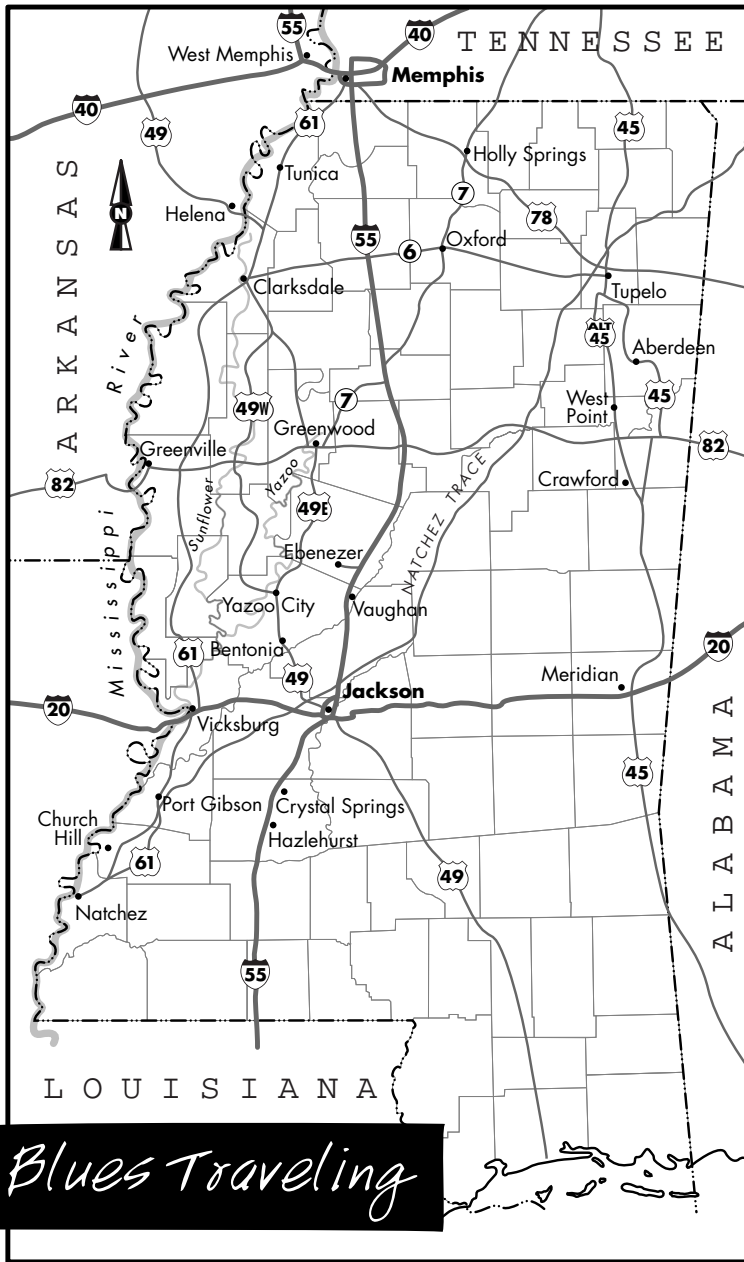 55
40
TENNESSEE
West Memphis
Memphis
40
49
61
45
ARKANSAS
Tunica
Holly Springs
N
Helena
7
78
55
6
Oxford
Clarksdale
Tupelo
River
ALT
45
Aberdeen
49W
7
45
West
Point
Greenwood
82
Greenville
82
Sunflower
Yazoo
Crawford
49E
NATCHEZ TRACE
Mississippi
Ebenezer
Yazoo City
Vaughan
61
Bentonia
20
49
Meridian
Jackson
20
Vicksburg
ALABAMA
45
Port Gibson
Crystal Springs
Church
Hill
Hazlehurst
61
49
Natchez
55
LOUISIANA
Blues Traveling